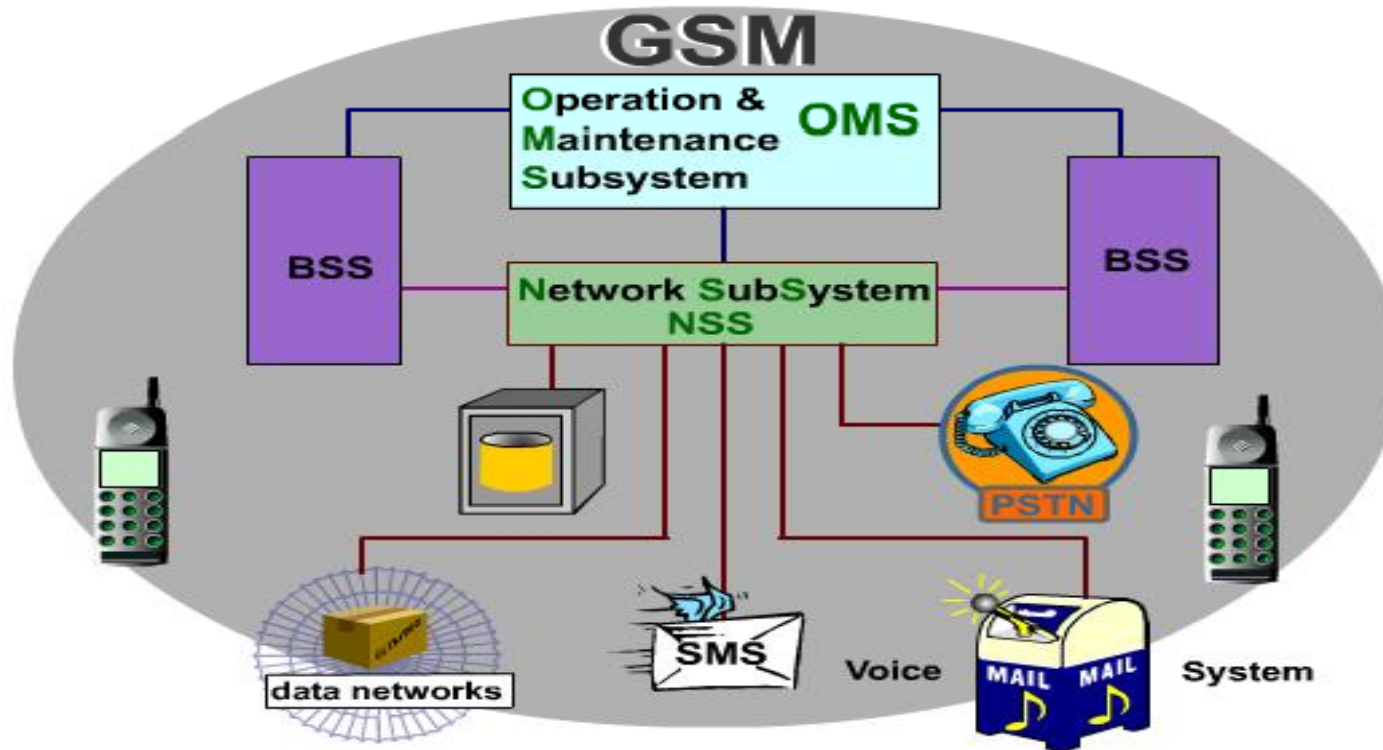 GSM
Operation &
Maintenance
Subsystem
OMS
BSS
BSS
Network SubSystem
NSS
PSTN
data networks
SMS
Voice
MAIL MAIL
System